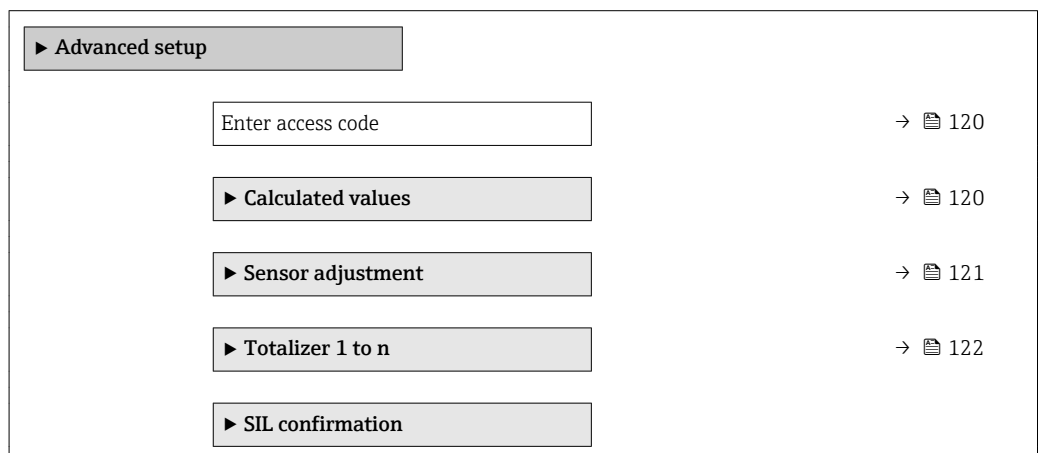 ▶ Advanced setup
Enter access code → 120
▶ Calculated values → 120
▶ Sensor adjustment → 121
▶ Totalizer 1 to n → 122
▶ SIL confirmation